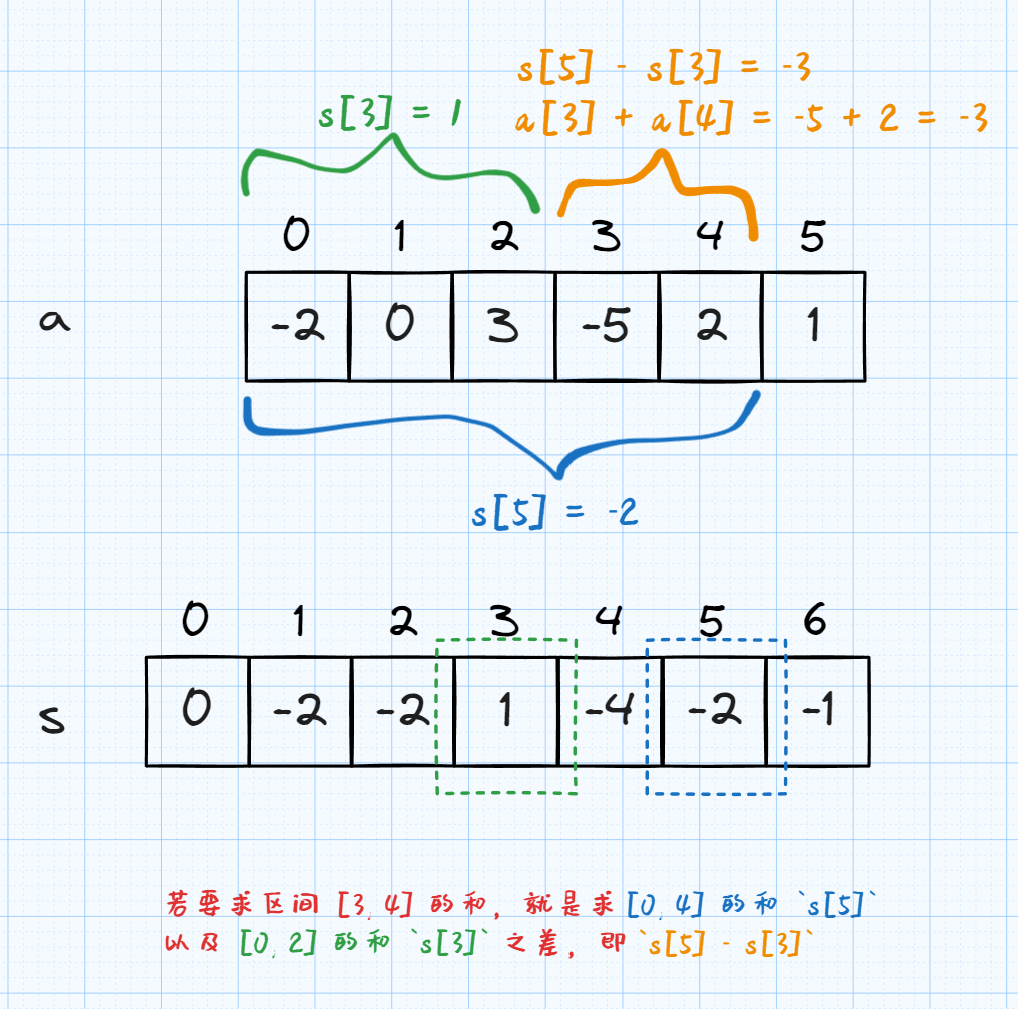 s[5] - s[3] = -3
s[3] = 1
a[3] + a[4] = -5 + 2 = -3
0 1 2 3 4 5
a
-2 0 3 -5 2 1
s[5] = -2
0 1 2 3 4 5 6
s
0 -2 -2 1 -4 -2 -1
若要求区间 [3,4] 的和, 就是求 [0,4] 的和 `s[5]`
以及 [0,2] 的和 `s[3]` 之差, 即 `s[5] - s[3]`